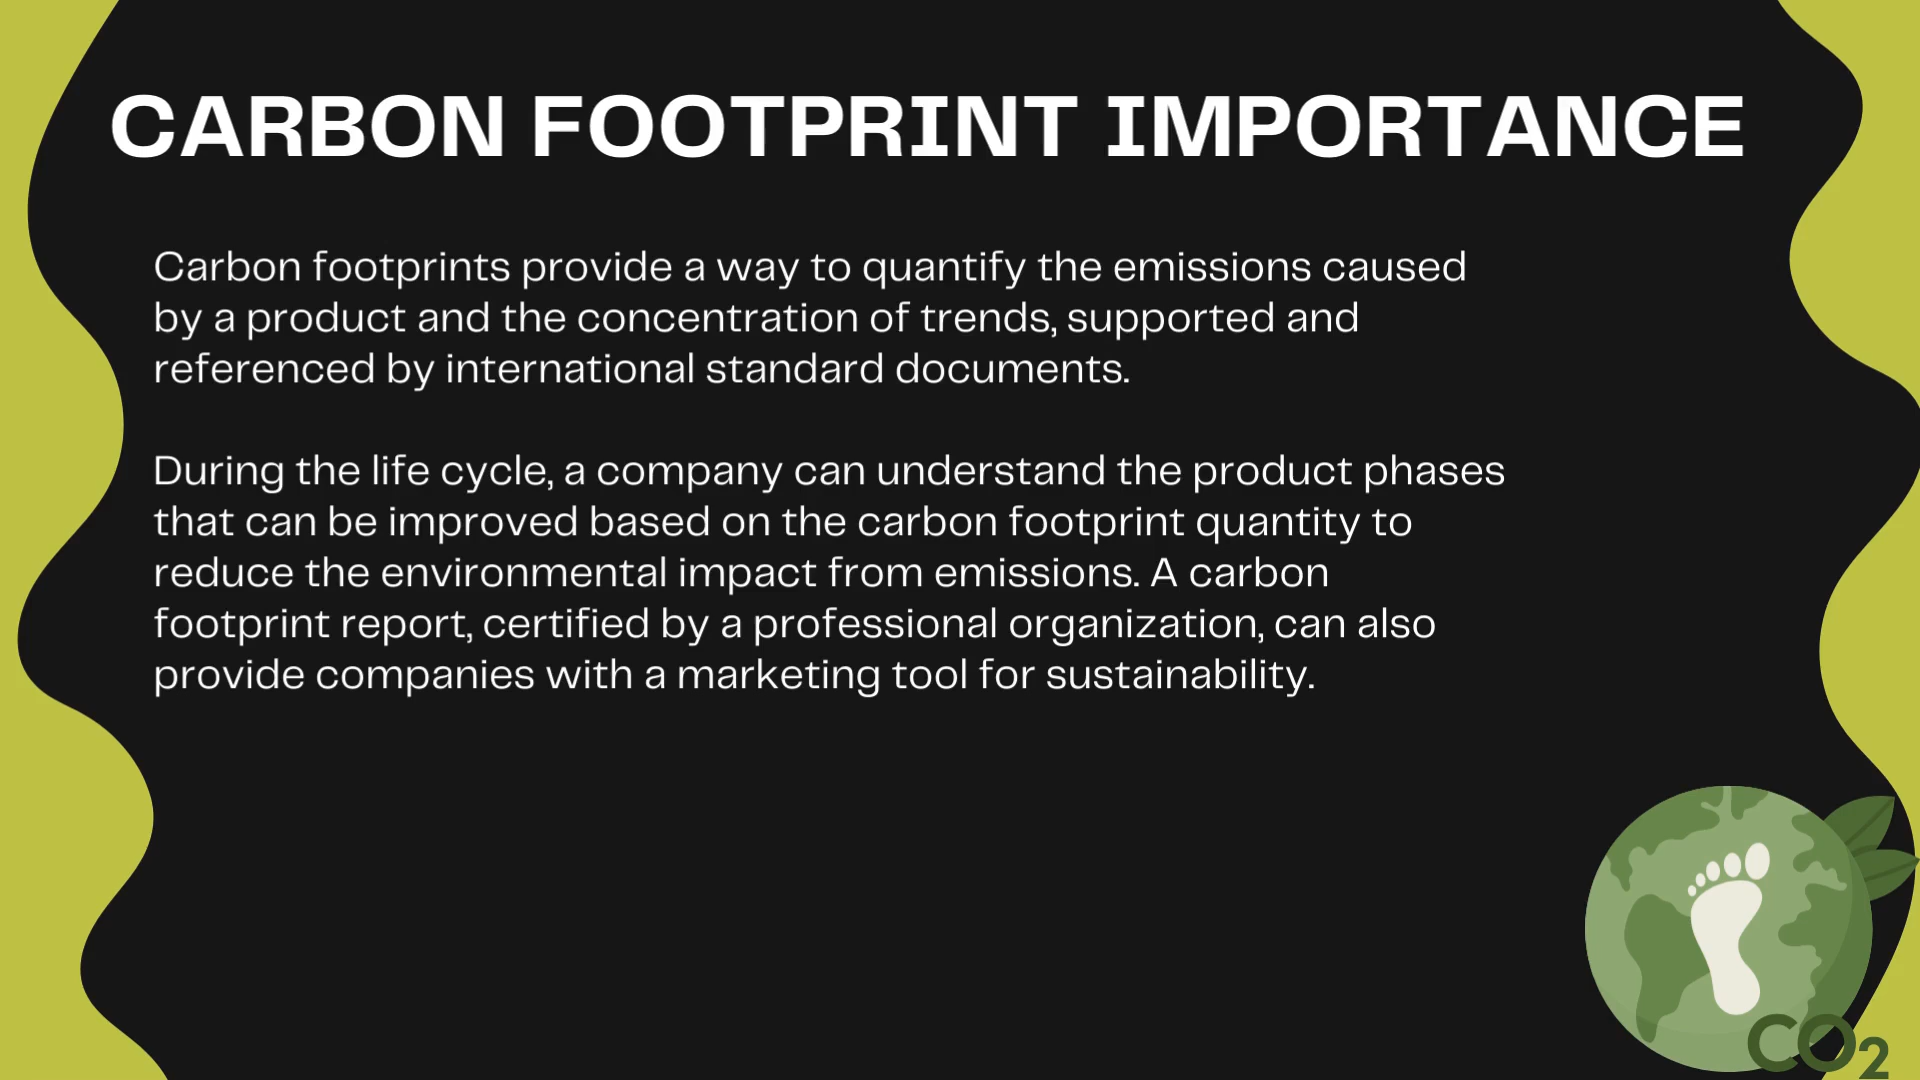 CARBON FOOTPRINT IMPORTANCE
Carbon footprints provide a way to quantify the emissions caused
by a product and the concentration of trends, supported and
referenced by international standard documents.
During the life cycle, a company can understand the product phases
that can be improved based on the carbon footprint quantity to
reduce the environmental impact from emissions. A carbon
footprint report, certified by a professional organization, can also
provide companies with a marketing tool for sustainability.
CO2